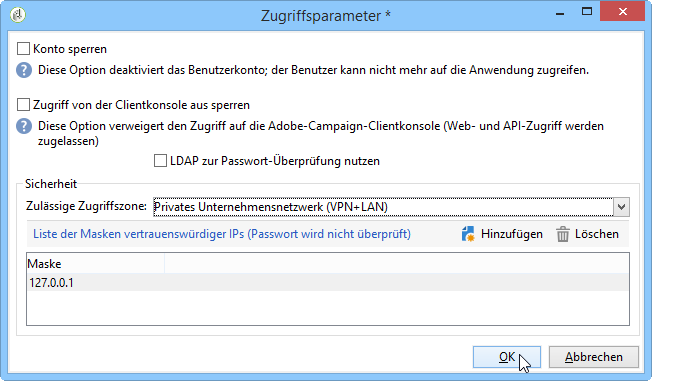 Zugriffsparameter *
Konto sperren
Diese Option deaktiviert das Benutzerkonto; der Benutzer kann nicht mehr auf die Anwendung zugreifen.
Zugriff von der Clientkonsole aus sperren
Diese Option verweigert den Zugriff auf die Adobe-Campaign-Clientkonsole (Web- und API-Zugriff werden
zugelassen)
LDAP zur Passwort-Überprüfung nutzen
Sicherheit
Zulässige Zugriffszone: Privates Unternehmensnetzwerk (VPN+LAN)
Liste der Masken vertrauenswürdiger IPs (Passwort wird nicht überprüft) Hinzufügen Löschen
Maske
127.0.0.1
OK Abbrechen